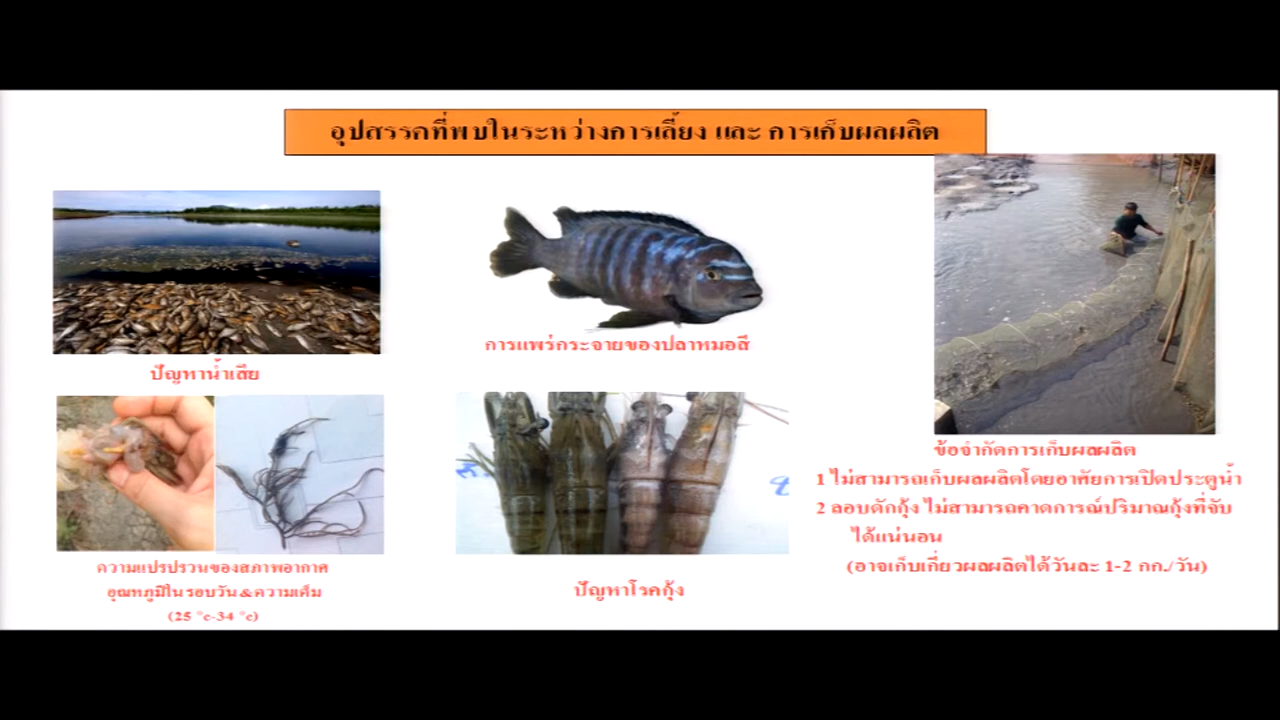 อุปสรรคที่พบในระหว่างการเลี้ยง และ การเก็บผลผลิต
ปัญหาน้ำเสีย
การแพร่กระจายของปลาหมอสี
ความแปรปรวนของสภาพอากาศ
อุณหภูมิใน รอบวัน & ความเค็ม
(25 °c-34 °c)
ปัญหาโรคกุ้ง
ข้อจำกัดการเก็บผลผลิต
1 ไม่สามารถเก็บผลผลิตโดยอาศัยการเปิดประตูน้ำ
2 ลอบดักกุ้ง ไม่สามารถคาดการณ์ปริมาณกุ้งที่จับ
ได้แน่นอน
(อาจเก็บเกี่ยวผลผลิตได้วันละ 1-2 กก./วัน)